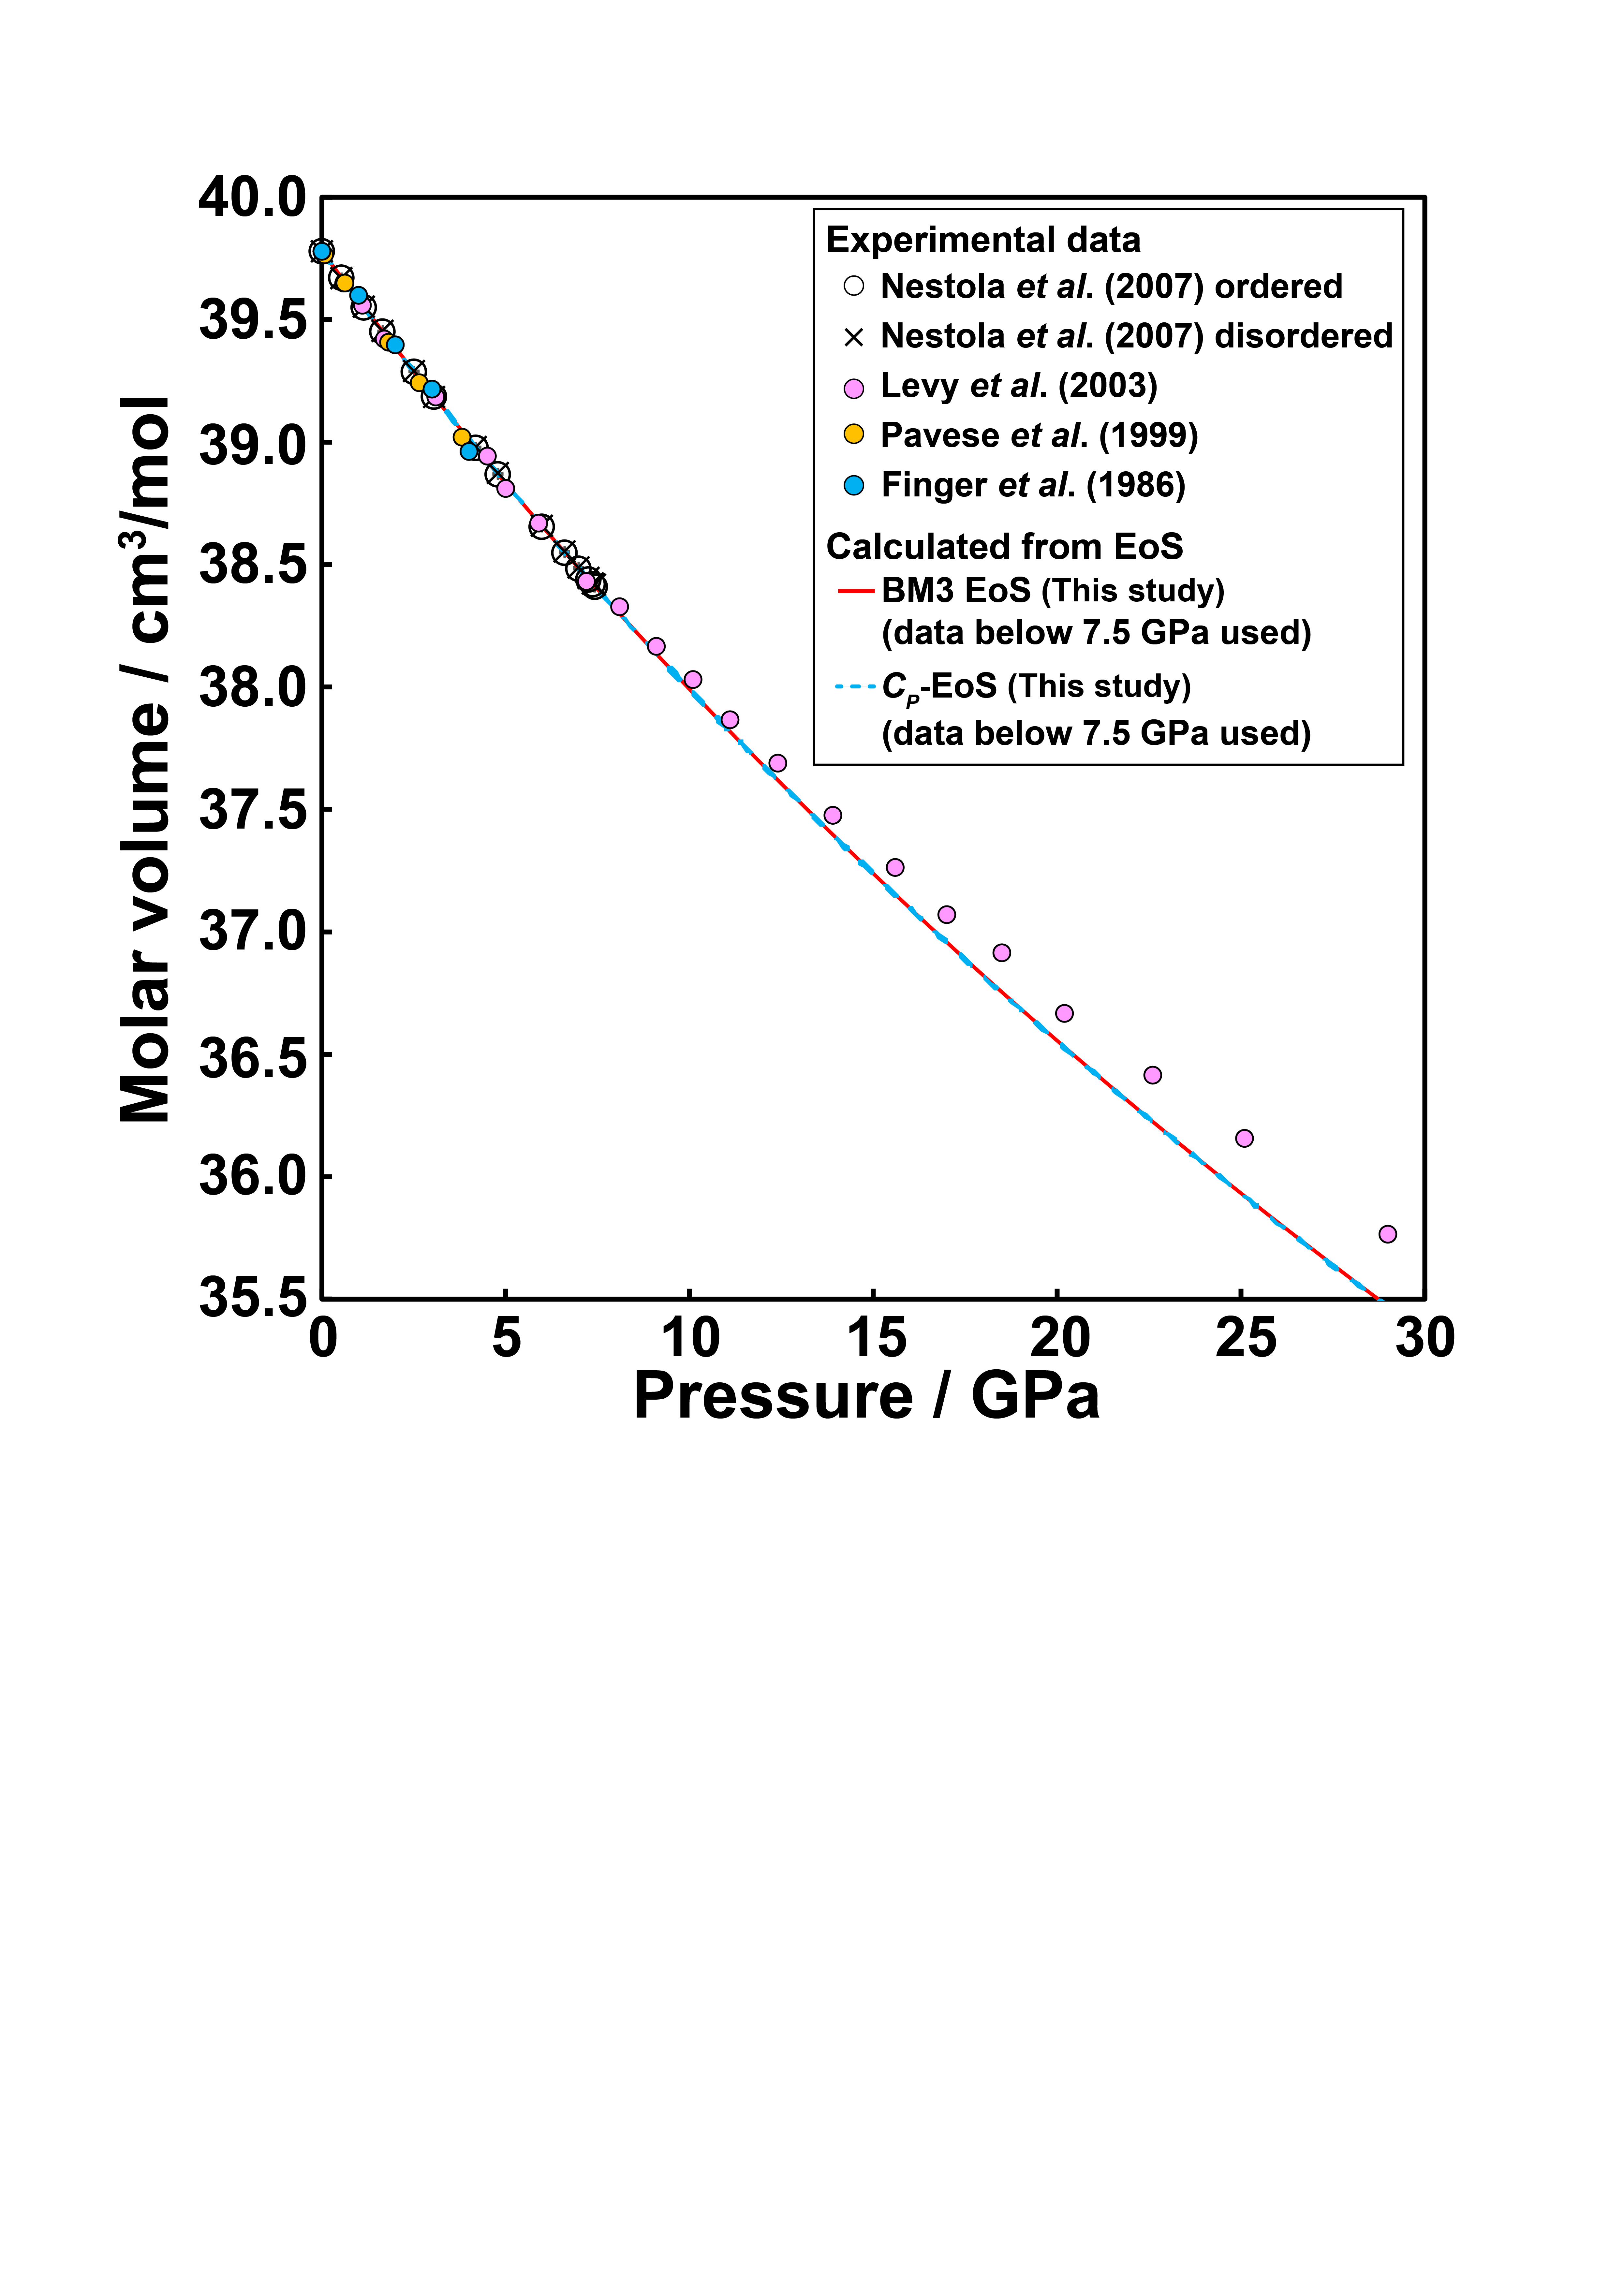 40.0
39.5
39.0
38.5
38.0
37.5
37.0
36.5
36.0
35.5
Molar volume / cm³/mol
Experimental data
Nestola et al. (2007) ordered
Nestola et al. (2007) disordered
Levy et al. (2003)
Pavese et al. (1999)
Finger et al. (1986)
Calculated from EoS
BM3 EoS (This study)
(data below 7.5 GPa used)
C_P-EoS (This study)
(data below 7.5 GPa used)
0 5 10 15 20 25 30
Pressure / GPa